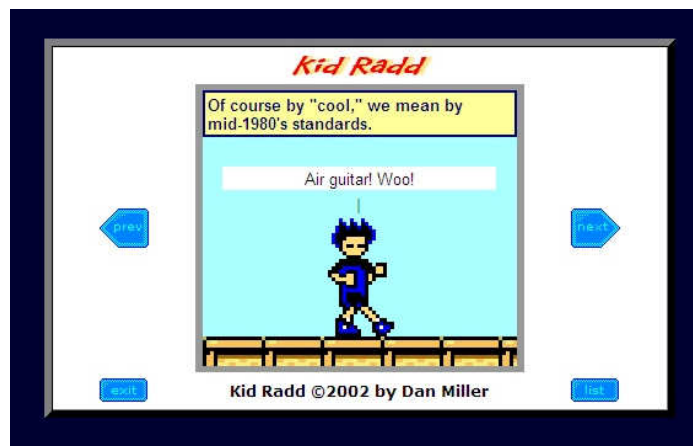 Kid Radd
Of course by "cool," we mean by
mid-1980's standards.
Air guitar! Woo!
prev
next
exit
Kid Radd ©2002 by Dan Miller
list